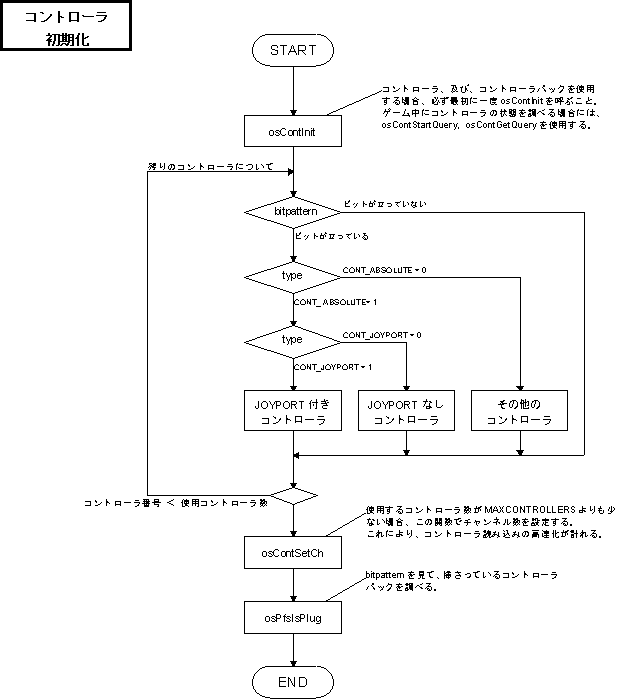 コントローラ
初期化
START
コントローラ、及び、コントローラパックを使用
する場合、必ず最初に一度 osContInit を呼ぶこと。
ゲーム中にコントローラの状態を調べる場合には、
osContStartQuery, osContGetQuery を使用する。
osContInit
残りのコントローラについて
bitpattern
ビットが立っていない
ビットが立っている
type
CONT_ABSOLUTE = 0
CONT_ABSOLUTE = 1
type
CONT_JOYPORT = 0
CONT_JOYPORT = 1
JOYPORT 付き
コントローラ
JOYPORT なし
コントローラ
その他の
コントローラ
コントローラ番号 < 使用コントローラ数
使用するコントローラ数が MAXCONTROLLERS よりも少
ない場合、この関数でチャンネル数を設定する。
これにより、コントローラ読み込みの高速化が計れる。
osContSetCh
bitpattern を見て、挿さっているコントローラ
パックを調べる。
osPfsIsPlug
END